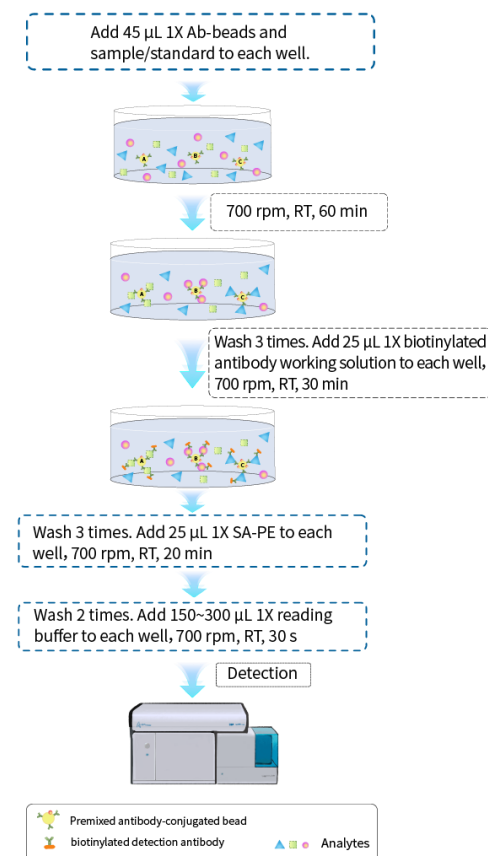 Add 45 μL 1X Ab-beads and
sample/standard to each well.
A
B
C
700 rpm, RT, 60 min
A
B
C
Wash 3 times. Add 25 μL 1X biotinylated
antibody working solution to each well,
700 rpm, RT, 30 min
A
B
C
Wash 3 times. Add 25 μL 1X SA-PE to each
well, 700 rpm, RT, 20 min
Wash 2 times. Add 150~300 μL 1X reading
buffer to each well, 700 rpm, RT, 30 s
Detection
Premixed antibody-conjugated bead
biotinylated detection antibody
Analytes